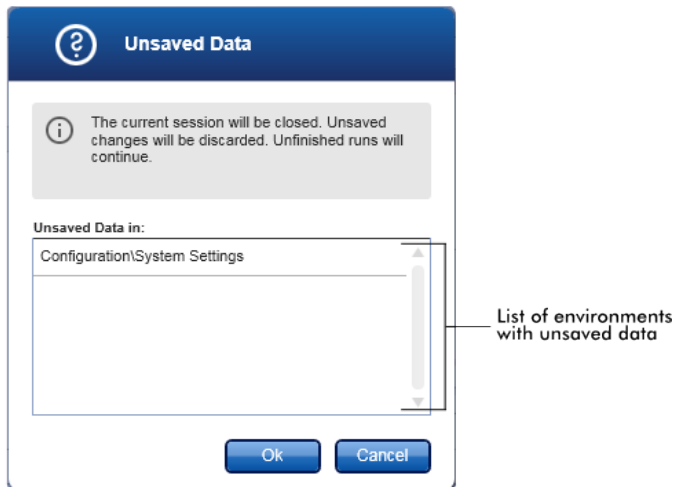 Unsaved Data
The current session will be closed. Unsaved
changes will be discarded. Unfinished runs will
continue.
Unsaved Data in:
Configuration\System Settings
List of environments
with unsaved data
Ok
Cancel